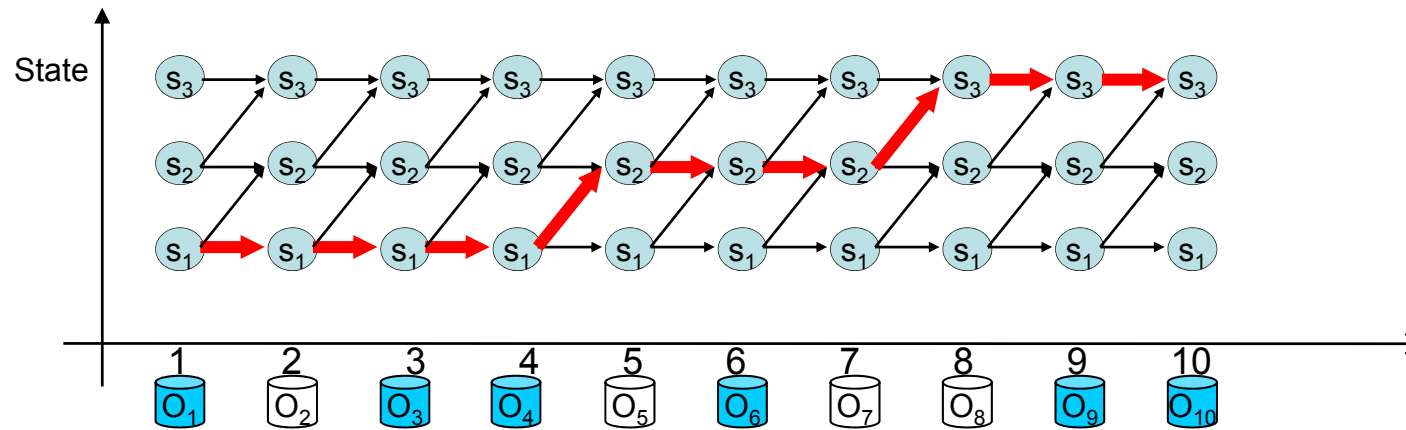 State
s3 s3 s3 s3 s3 s3 s3 s3 s3 s3
s2 s2 s2 s2 s2 s2 s2 s2 s2 s2
s1 s1 s1 s1 s1 s1 s1 s1 s1 s1
1 2 3 4 5 6 7 8 9 10
O1 O2 O3 O4 O5 O6 O7 O8 O9 O10